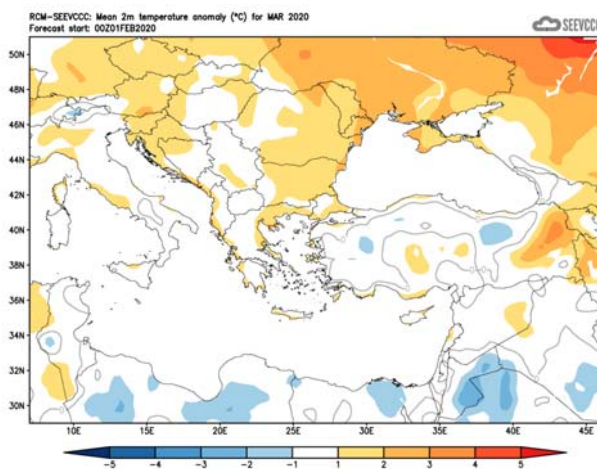 RCM-SEEVCCC: Mean 2m temperature anomaly (°C) for MAR 2020
Forecast start: 00Z01FEB2020
SEEVCCC
50N
48N
46N
44N
42N
40N
38N
36N
34N
32N
30N
10E 15E 20E 25E 30E 35E 40E 45E
-5 -4 -3 -2 -1 1 2 3 4 5